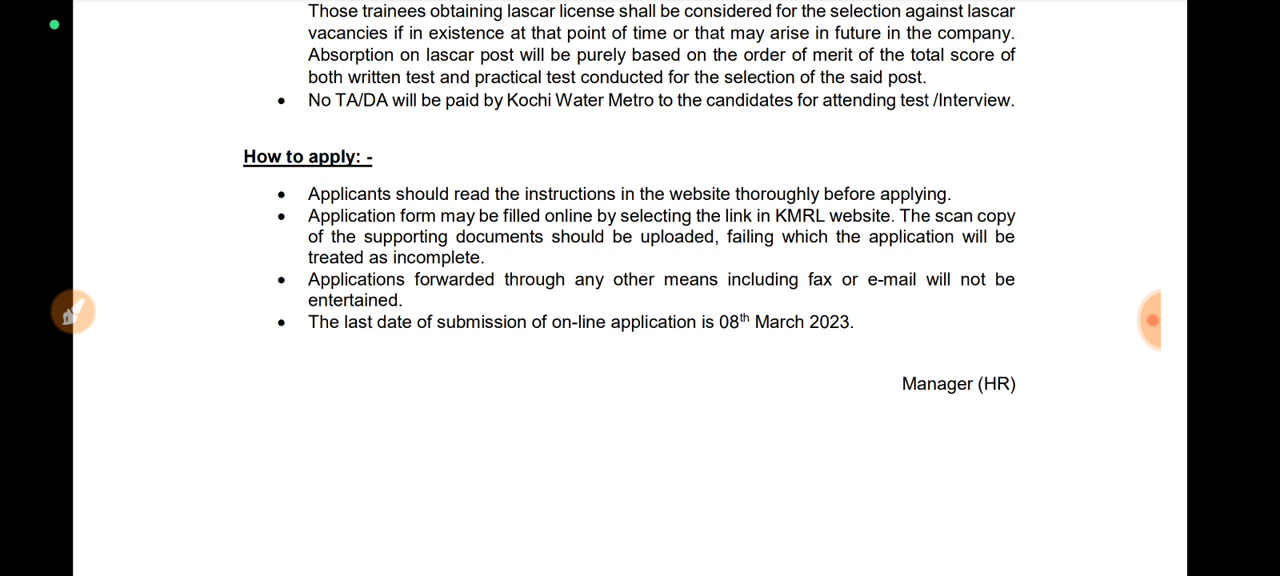 Those trainees obtaining lascar license shall be considered for the selection against lascar
vacancies if in existence at that point of time or that may arise in future in the company.
Absorption on lascar post will be purely based on the order of merit of the total score of
both written test and practical test conducted for the selection of the said post.
• No TA/DA will be paid by Kochi Water Metro to the candidates for attending test /Interview.
How to apply: -
• Applicants should read the instructions in the website thoroughly before applying.
• Application form may be filled online by selecting the link in KMRL website. The scan copy
of the supporting documents should be uploaded, failing which the application will be
treated as incomplete.
• Applications forwarded through any other means including fax or e-mail will not be
entertained.
• The last date of submission of on-line application is 08th March 2023.
Manager (HR)